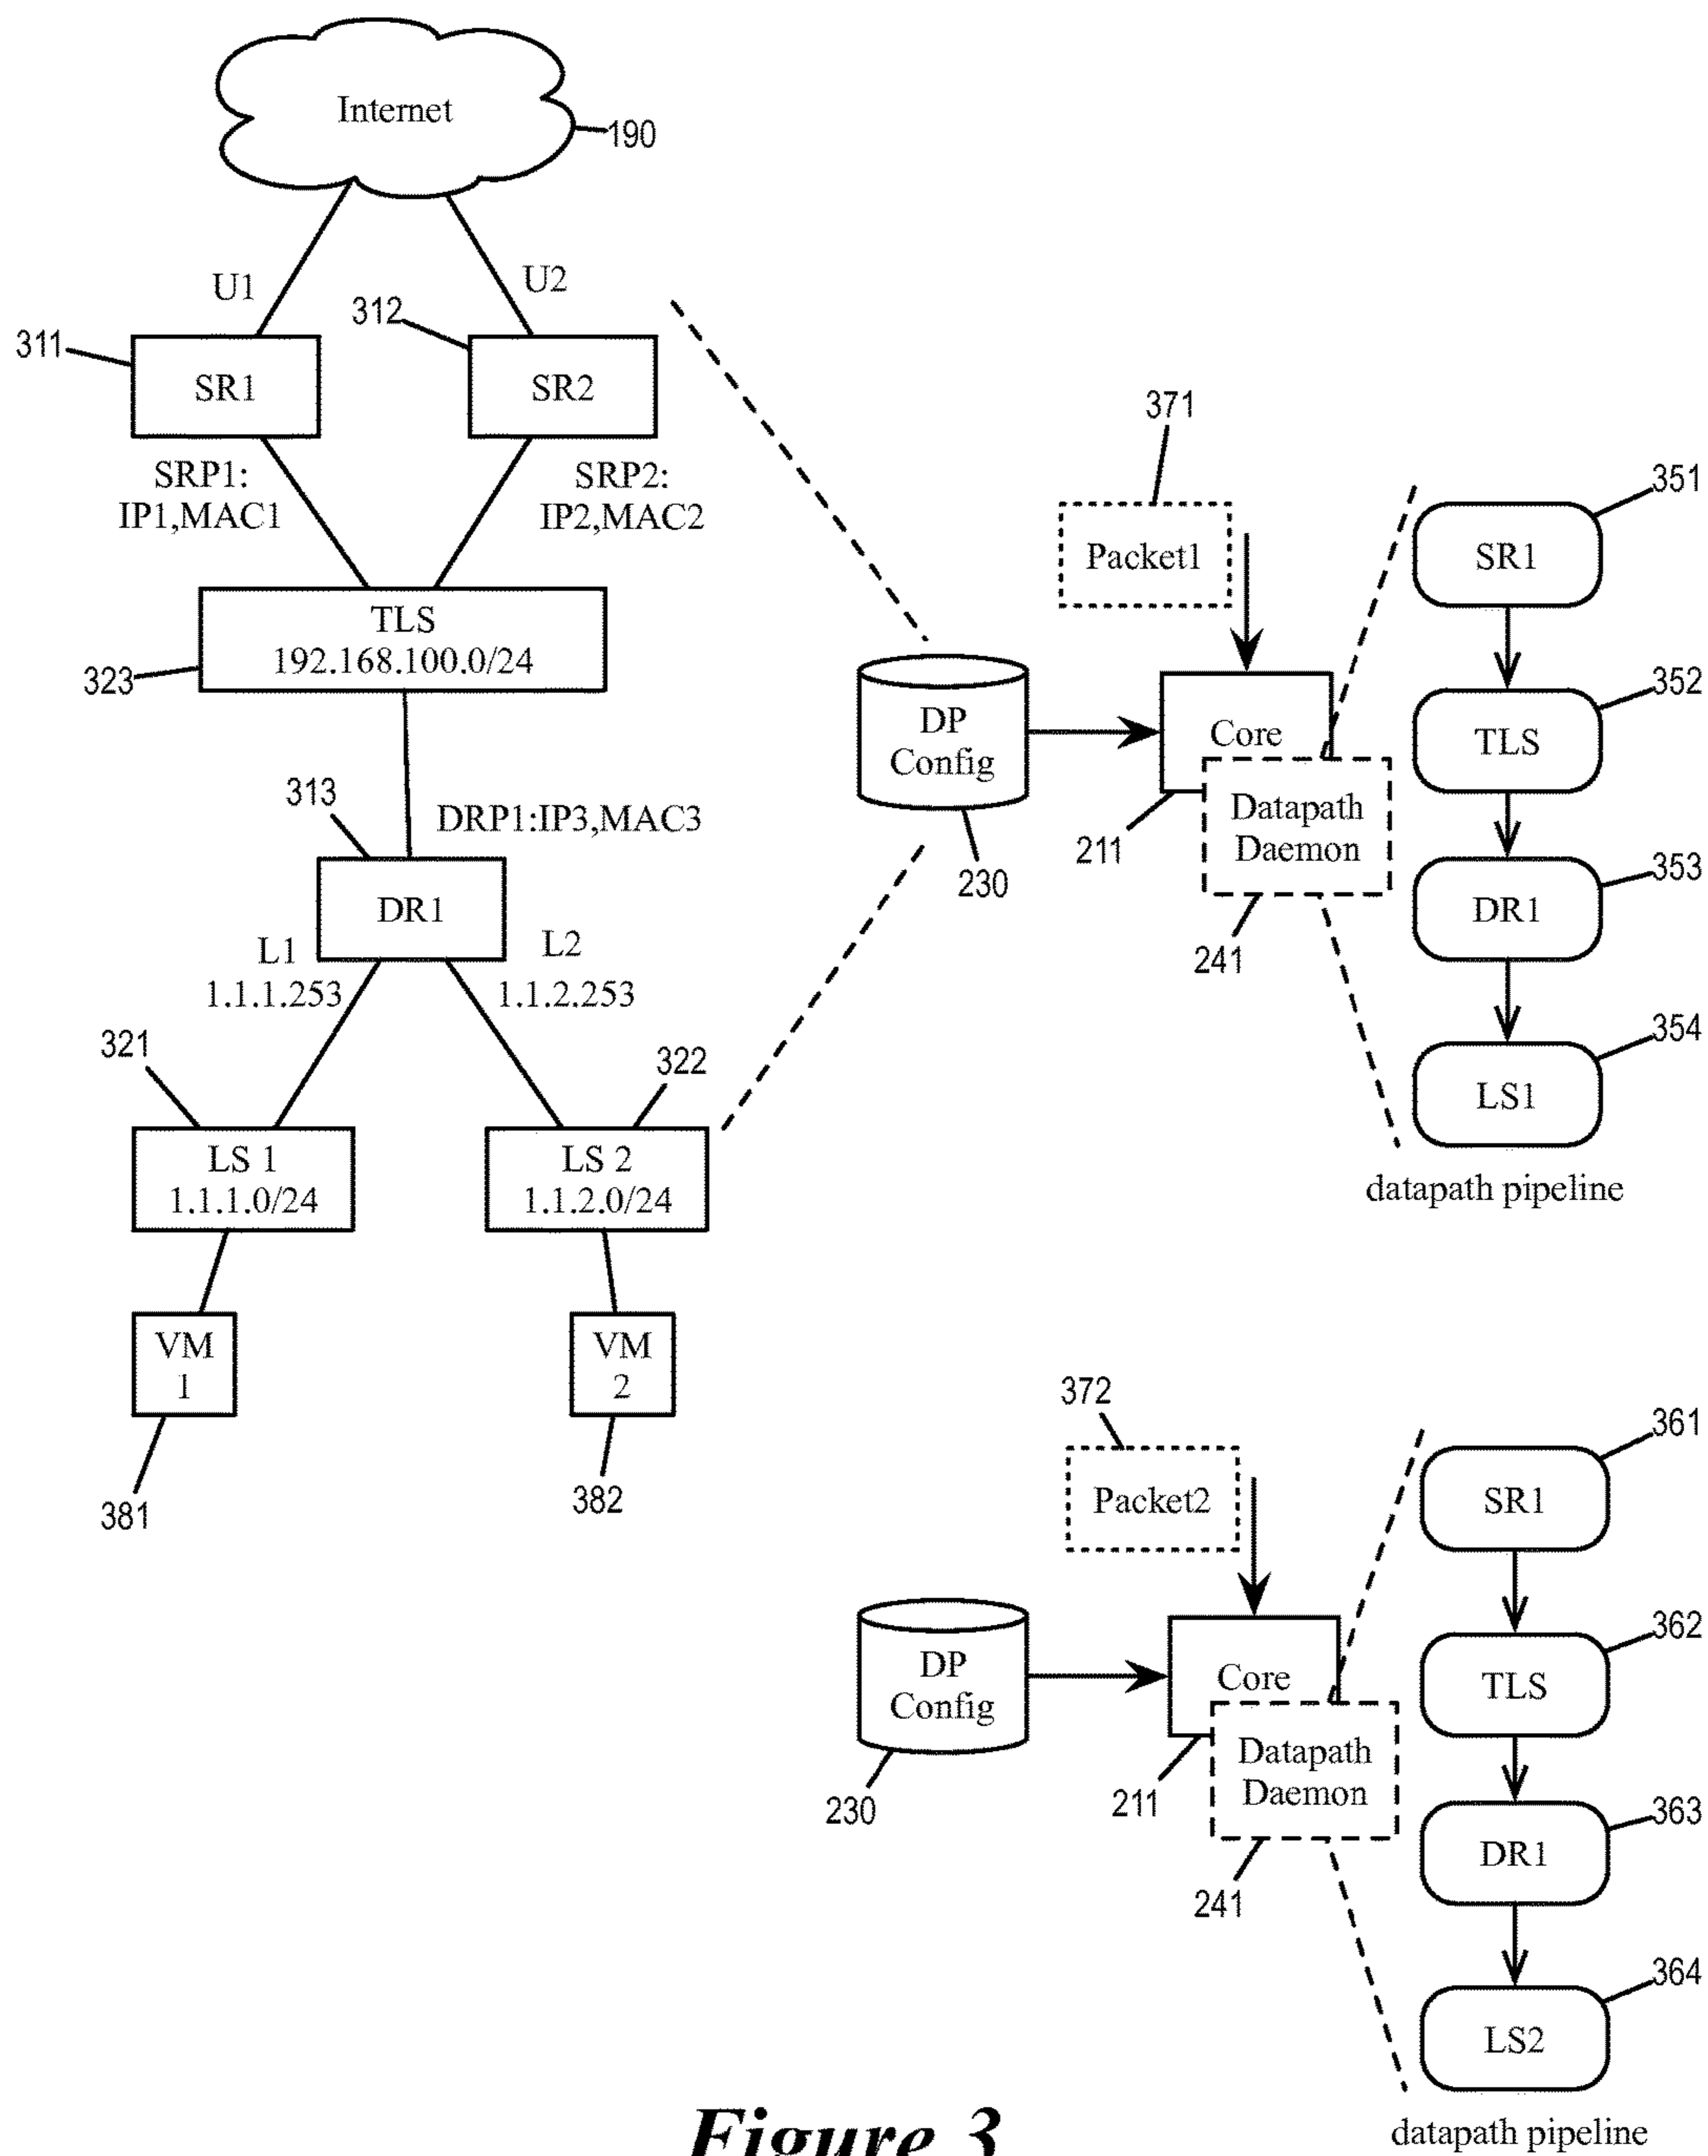 Internet
190
U1
U2
311
312
SR1
SR2
SRP1:
IP1,MAC1
SRP2:
IP2,MAC2
TLS
192.168.100.0/24
323
313
DRP1:IP3,MAC3
DR1
L1
1.1.1.253
L2
1.1.2.253
321
322
LS 1
1.1.1.0/24
LS 2
1.1.2.0/24
VM
1
VM
2
381
382
371
Packet1
DP
Config
230
Core
211
Datapath
Daemon
241
351
SR1
352
TLS
353
DR1
354
LS1
datapath pipeline
372
Packet2
DP
Config
230
Core
211
Datapath
Daemon
241
361
SR1
362
TLS
363
DR1
364
LS2
datapath pipeline
Figure 3